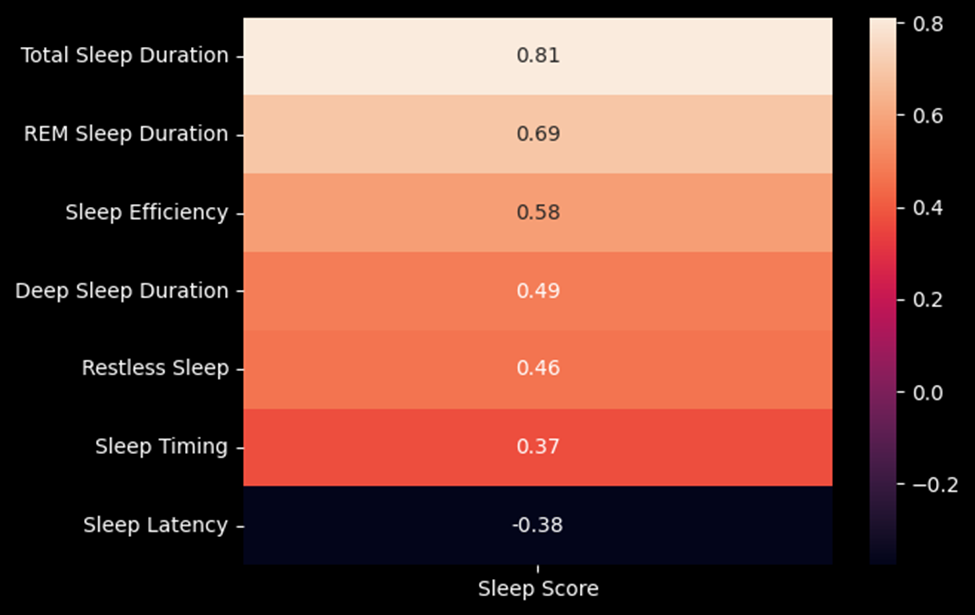 Total Sleep Duration 0.81
REM Sleep Duration 0.69
Sleep Efficiency 0.58
Deep Sleep Duration 0.49
Restless Sleep 0.46
Sleep Timing 0.37
Sleep Latency -0.38
Sleep Score
0.8
0.6
0.4
0.2
0.0
−0.2